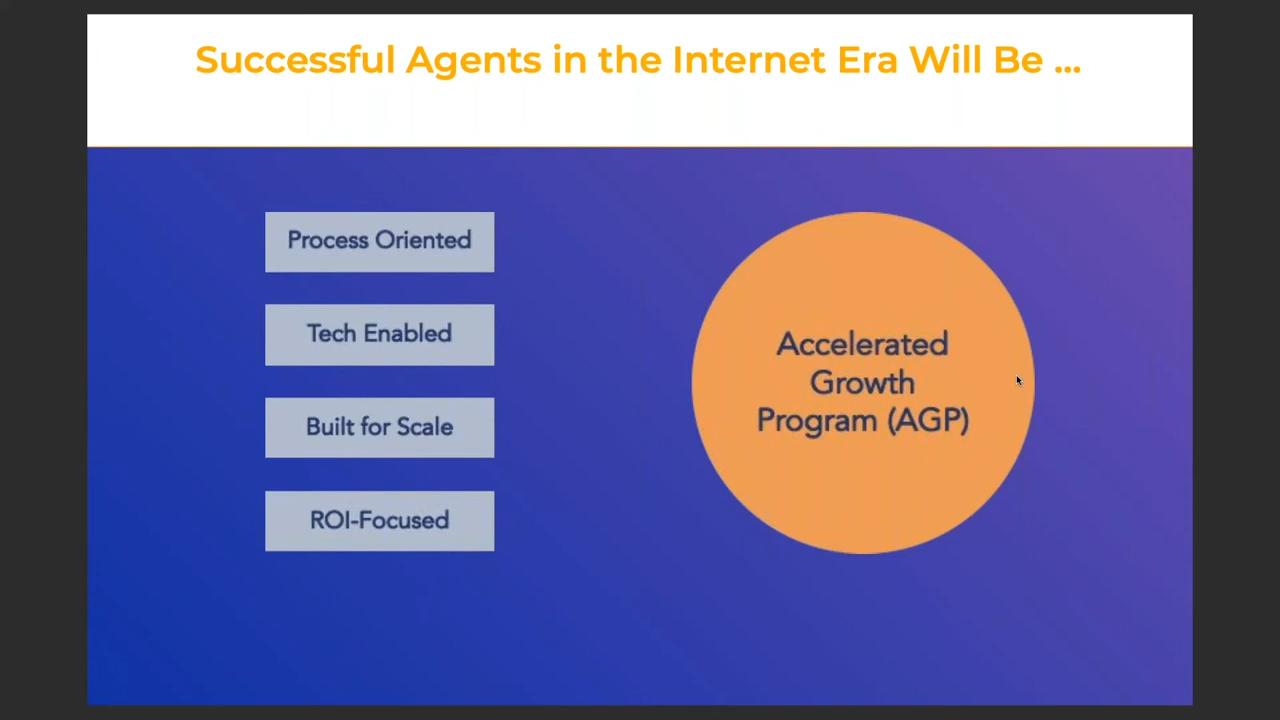 Successful Agents in the Internet Era Will Be ...
Process Oriented
Tech Enabled
Built for Scale
ROI-Focused
Accelerated
Growth
Program (AGP)